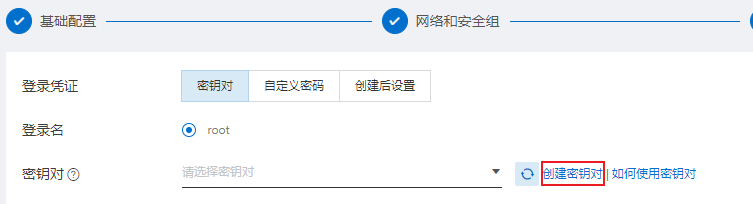 基础配置 网络和安全组
登录凭证 密钥对 自定义密码 创建后设置
登录名 root
密钥对 ? 请选择密钥对 创建密钥对 | 如何使用密钥对